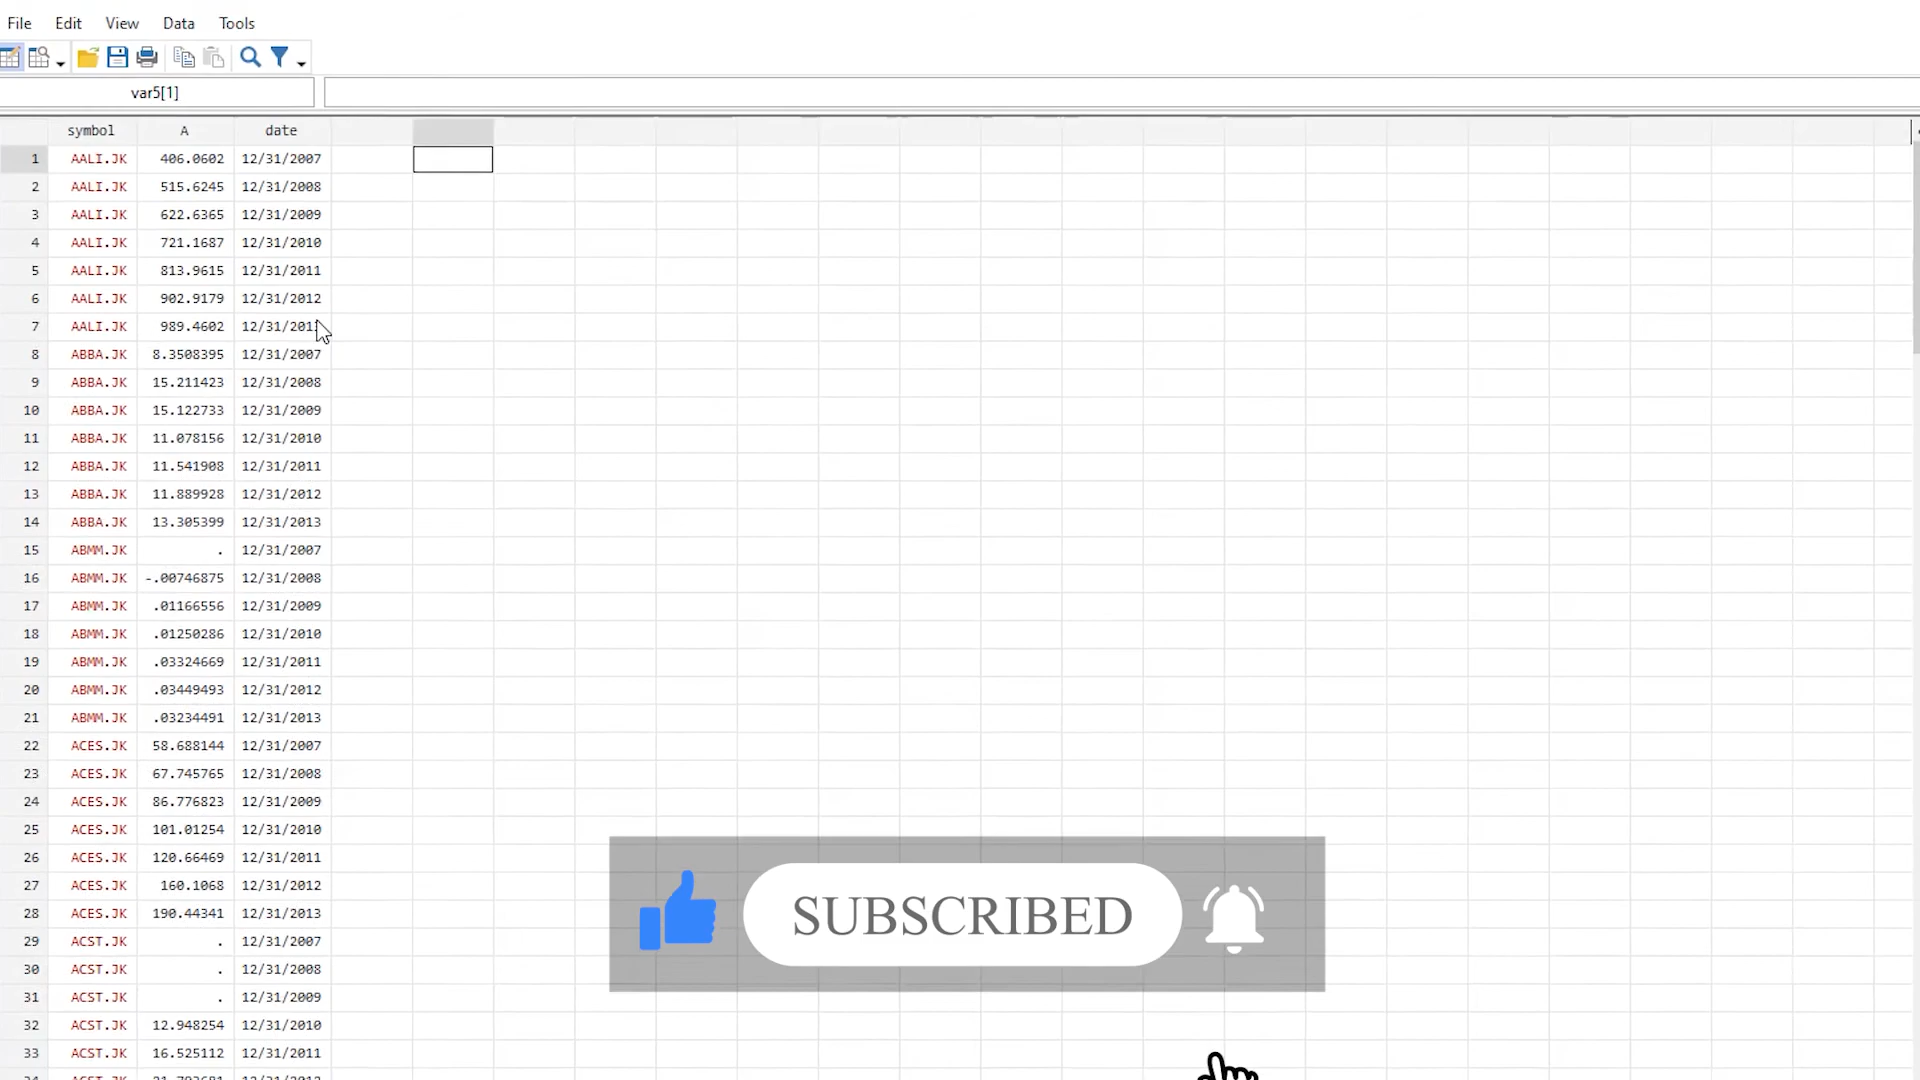 File Edit View Data Tools
var5[1]
symbol A date
1 AALI.JK 406.0602 12/31/2007
2 AALI.JK 515.6245 12/31/2008
3 AALI.JK 622.6365 12/31/2009
4 AALI.JK 721.1687 12/31/2010
5 AALI.JK 813.9615 12/31/2011
6 AALI.JK 902.9179 12/31/2012
7 AALI.JK 989.4602
8 ABBA.JK 8.3508395 12/31/2007
9 ABBA.JK 15.211423 12/31/2008
10 ABBA.JK 15.122733 12/31/2009
11 ABBA.JK 11.078156 12/31/2010
12 ABBA.JK 11.541908 12/31/2011
13 ABBA.JK 11.889928 12/31/2012
14 ABBA.JK 13.305399 12/31/2013
15 ABMM.JK . 12/31/2007
16 ABMM.JK -.00746875 12/31/2008
17 ABMM.JK .01166556 12/31/2009
18 ABMM.JK .01250286 12/31/2010
19 ABMM.JK .03324669 12/31/2011
20 ABMM.JK .03449493 12/31/2012
21 ABMM.JK .03234491 12/31/2013
22 ACES.JK 58.688144 12/31/2007
23 ACES.JK 67.745765 12/31/2008
24 ACES.JK 86.776823 12/31/2009
25 ACES.JK 101.01254 12/31/2010
26 ACES.JK 120.66469 12/31/2011
27 ACES.JK 160.1068 12/31/2012
28 ACES.JK 190.44341 12/31/2013
29 ACST.JK . 12/31/2007
30 ACST.JK . 12/31/2008
31 ACST.JK . 12/31/2009
32 ACST.JK 12.948254 12/31/2010
33 ACST.JK 16.525112 12/31/2011
SUBSCRIBED